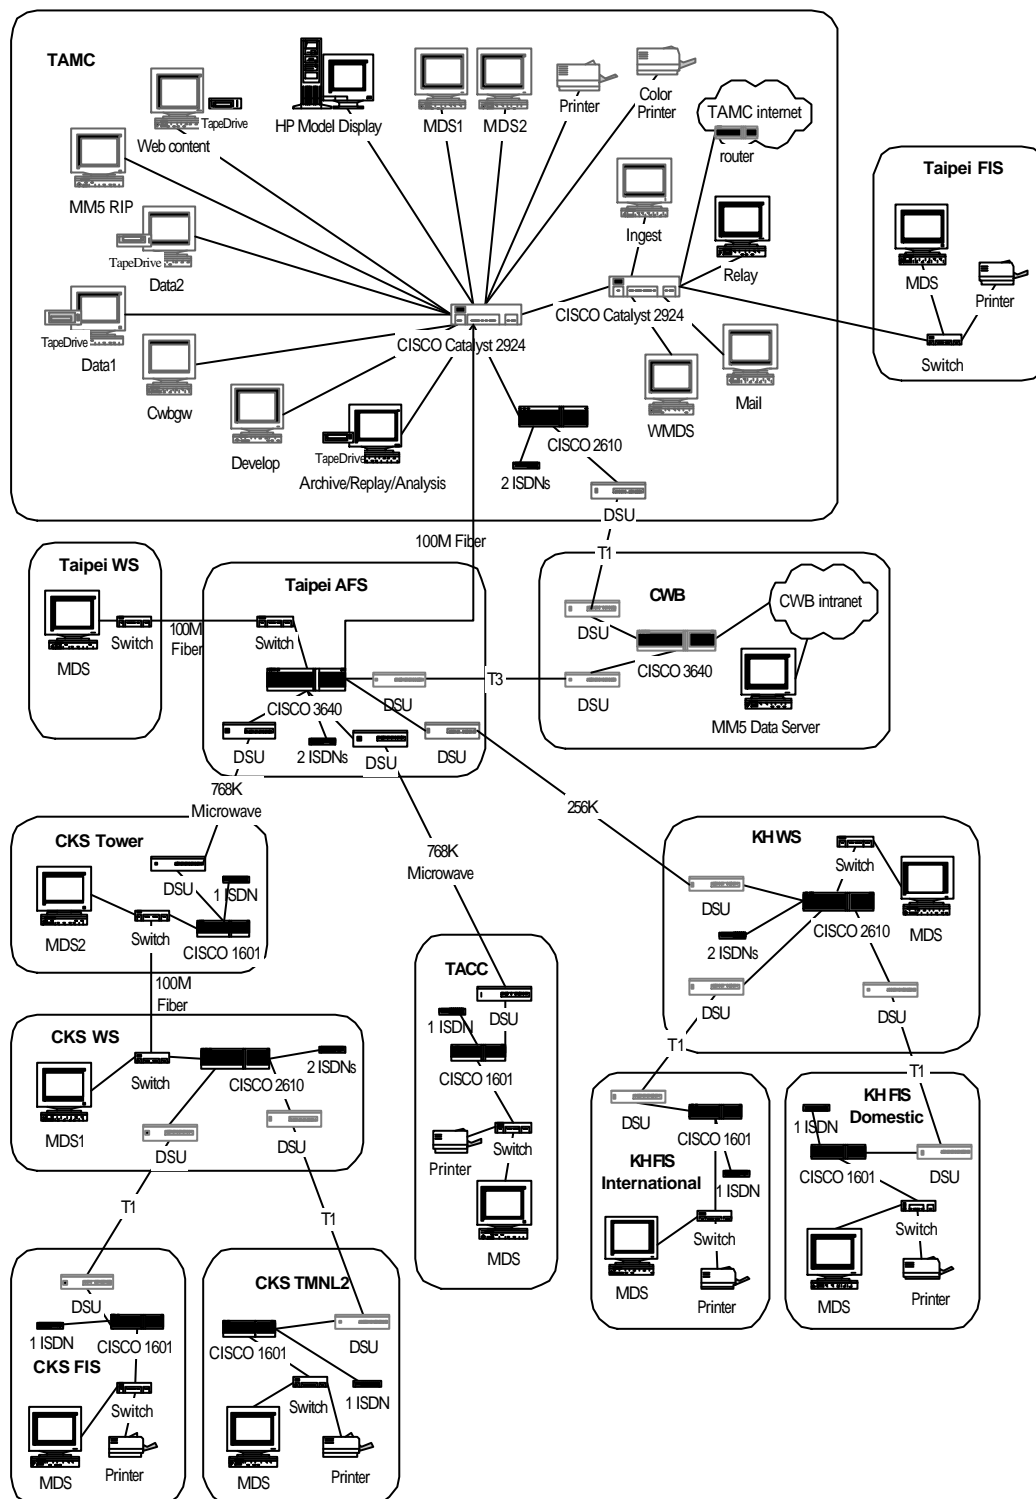 TAMC
TapeDrive
Web content
HP Model Display
MDS1
MDS2
Printer
Color
Printer
TAMC internet
router
MM5 RIP
TapeDrive
Data2
Ingest
Relay
TapeDrive
Data1
CISCO Catalyst 2924
CISCO Catalyst 2924
Cwbgw
Develop
TapeDrive
Archive/Replay/Analysis
CISCO 2610
2 ISDNs
DSU
WMDS
Mail
Taipei FIS
MDS
Printer
Switch
100M Fiber
T1
Taipei WS
Switch
MDS
100M
Fiber
Taipei AFS
Switch
CISCO 3640
DSU
DSU
2 ISDNs
DSU
DSU
T3
CWB
DSU
CISCO 3640
DSU
CWB intranet
MM5 Data Server
768K
Microwave
768K
Microwave
256K
CKS Tower
DSU
1 ISDN
MDS2
Switch
CISCO 1601
100M
Fiber
CKS WS
MDS1
Switch
CISCO 2610
2 ISDNs
DSU
DSU
T1
T1
TACC
DSU
1 ISDN
CISCO 1601
Switch
Printer
MDS
KHWS
Switch
DSU
CISCO 2610
MDS
2 ISDNs
DSU
DSU
T1
T1
DSU
CISCO 1601
KHFIS
International
1 ISDN
Switch
MDS
Printer
KHFIS
Domestic
1 ISDN
CISCO 1601
DSU
Switch
MDS
Printer
DSU
1 ISDN
CISCO 1601
CKS FIS
Switch
MDS
Printer
CKS TMNL2
CISCO 1601
DSU
1 ISDN
Switch
MDS
Printer